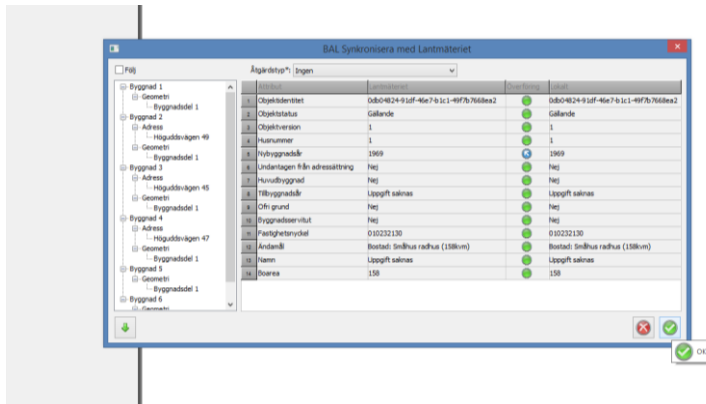 BAL Synkronisera med Lantmäteriet
Följ
Åtgärdstyp*: Ingen
Byggnad 1
Geometri
Byggnadsdel 1
Byggnad 2
Adress
Höguddsvägen 49
Geometri
Byggnadsdel 1
Byggnad 3
Adress
Höguddsvägen 45
Geometri
Byggnadsdel 1
Byggnad 4
Adress
Höguddsvägen 47
Geometri
Byggnadsdel 1
Byggnad 5
Geometri
Byggnadsdel 1
Byggnad 6
Geometri
Attribut Lantmäteriet Överföring Lokalt
1 Objektidentitet 0db04824-91df-46e7-b1c1-49f7b7668ea2 0db04824-91df-46e7-b1c1-49f7b7668ea2
2 Objektstatus Gällande Gällande
3 Objektversion 1 1
4 Husnummer 1 1
5 Nybyggnadsår 1969 1969
6 Undantagen från adressättning Nej Nej
7 Huvudbyggnad Nej Nej
8 Tillbyggnadsår Uppgift saknas Uppgift saknas
9 Ofri grund Nej Nej
10 Byggnadsservitut Nej Nej
11 Fastighetsnyckel 010232130 010232130
12 Ändamål Bostad: Småhus radhus (158kvm) Bostad: Småhus radhus (158kvm)
13 Namn Uppgift saknas Uppgift saknas
14 Boarea 158 158
OK